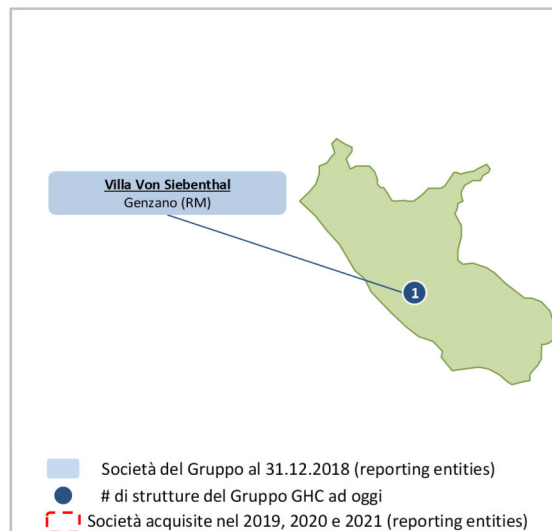 Villa Von Siebenthal
Genzano (RM)
1
Società del Gruppo al 31.12.2018 (reporting entities)
# di strutture del Gruppo GHC ad oggi
Società acquisite nel 2019, 2020 e 2021 (reporting entities)